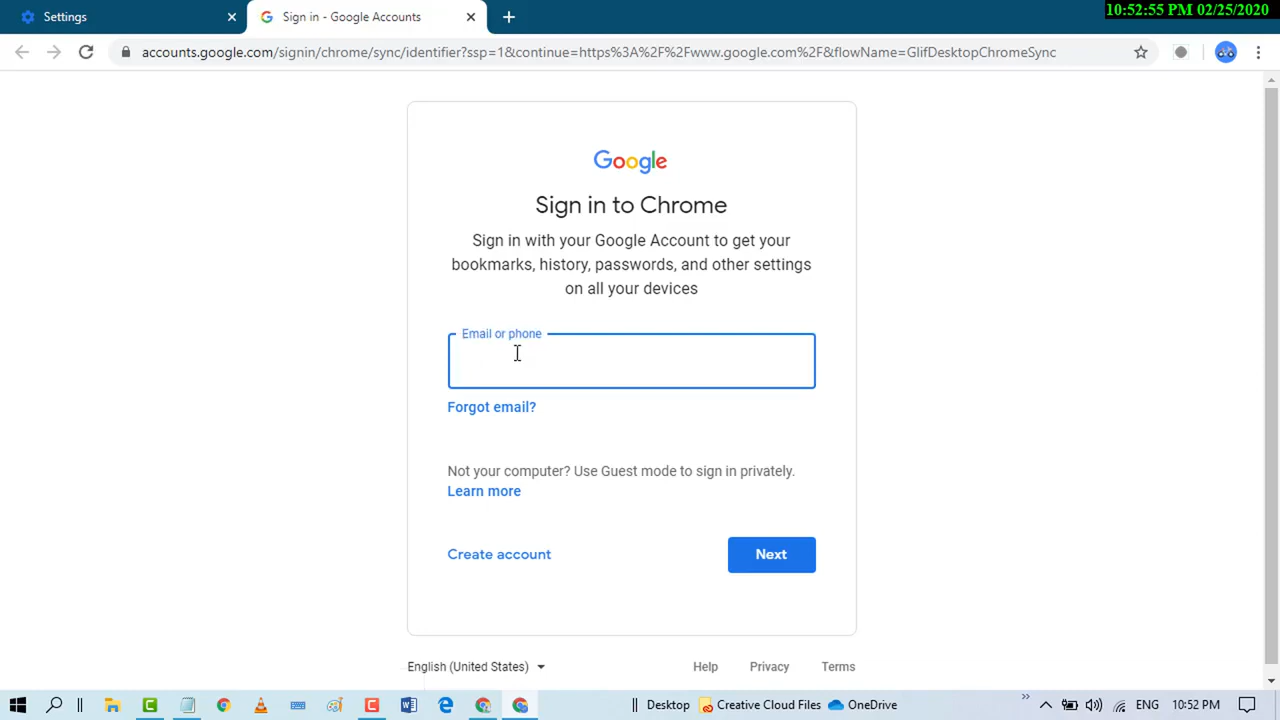 Settings
Sign in - Google Accounts
10:52:55 PM 02/25/2020
accounts.google.com/signin/chrome/sync/identifier?ssp=1&continue=https%3A%2F%2Fwww.google.com%2F&flowName=GlifDesktopChromeSync
Google
Sign in to Chrome
Sign in with your Google Account to get your
bookmarks, history, passwords, and other settings
on all your devices
Email or phone
Forgot email?
Not your computer? Use Guest mode to sign in privately.
Learn more
Create account
Next
English (United States)
Help
Privacy
Terms
Desktop
Creative Cloud Files
OneDrive
ENG
10:52 PM